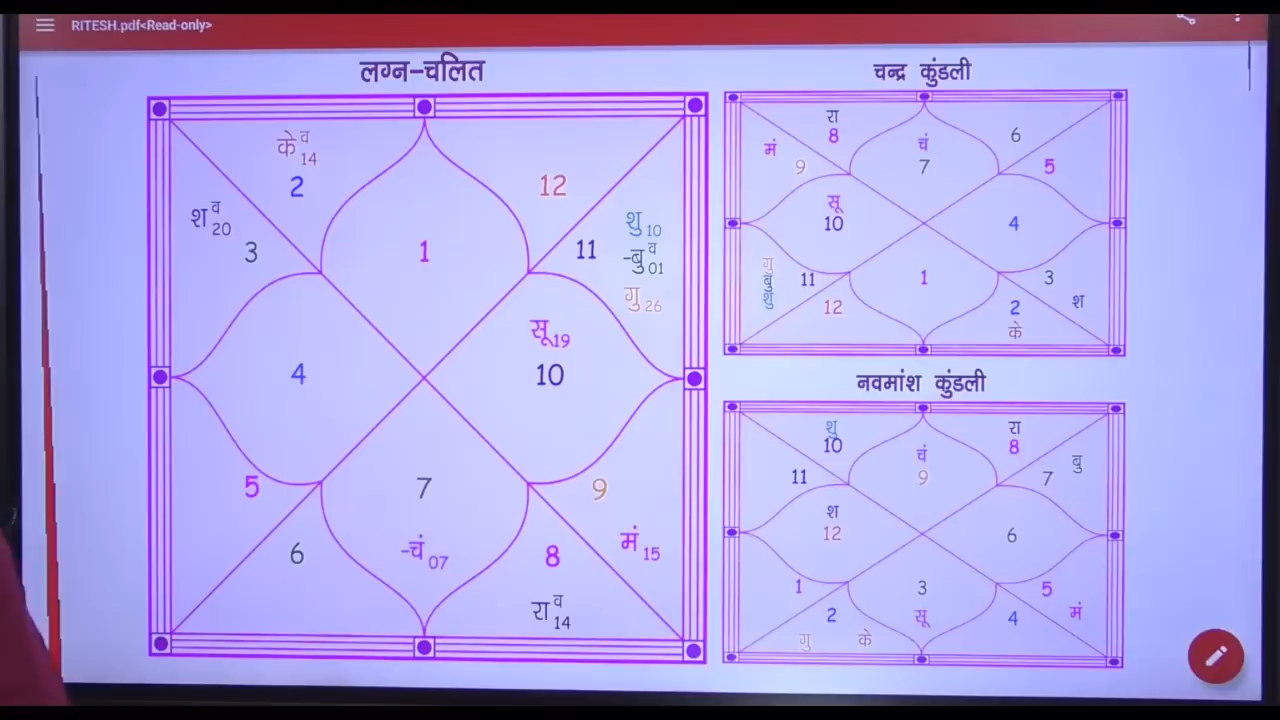 RITESH.pdf<Read-only>
लग्न-चलित
के व 14
2
12
श व 20
3
1
11
शु 10
-बु व 01
गु 26
सू 19
4
10
5
7
9
6
-चं 07
8
मं 15
रा व 14
चन्द्र कुंडली
रा
8
चं
6
मं
9
7
5
सू
10
4
गु
बु
शु
11
1
3
12
2
श
के
नवमांश कुंडली
शु
10
चं
रा
8
बु
11
9
7
श
12
6
1
3
5
2
सू
4
मं
गु
के